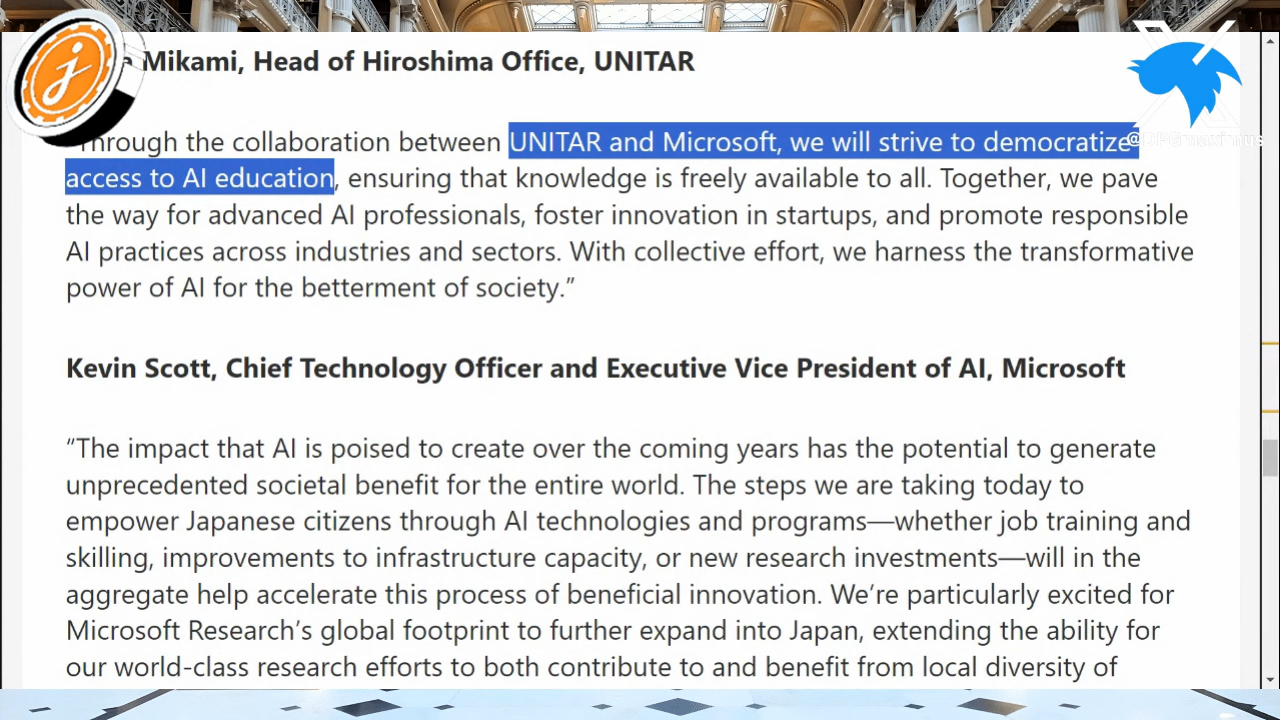 Mikami, Head of Hiroshima Office, UNITAR
through the collaboration between UNITAR and Microsoft, we will strive to democratize
access to AI education, ensuring that knowledge is freely available to all. Together, we pave
the way for advanced AI professionals, foster innovation in startups, and promote responsible
AI practices across industries and sectors. With collective effort, we harness the transformative
power of AI for the betterment of society.”
Kevin Scott, Chief Technology Officer and Executive Vice President of AI, Microsoft
“The impact that AI is poised to create over the coming years has the potential to generate
unprecedented societal benefit for the entire world. The steps we are taking today to
empower Japanese citizens through AI technologies and programs—whether job training and
skilling, improvements to infrastructure capacity, or new research investments—will in the
aggregate help accelerate this process of beneficial innovation. We’re particularly excited for
Microsoft Research’s global footprint to further expand into Japan, extending the ability for
our world-class research efforts to both contribute to and benefit from local diversity of